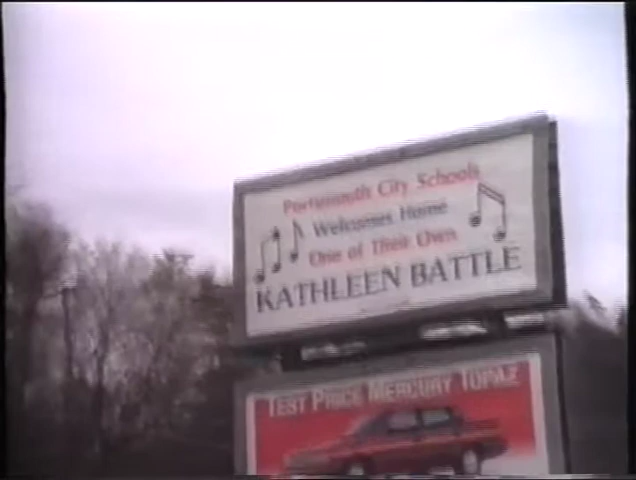 Portsmouth City Schools
Welcomes Home
One of Their Own
KATHLEEN BATTLE
TEST PRICE MERCURY TOPAZ